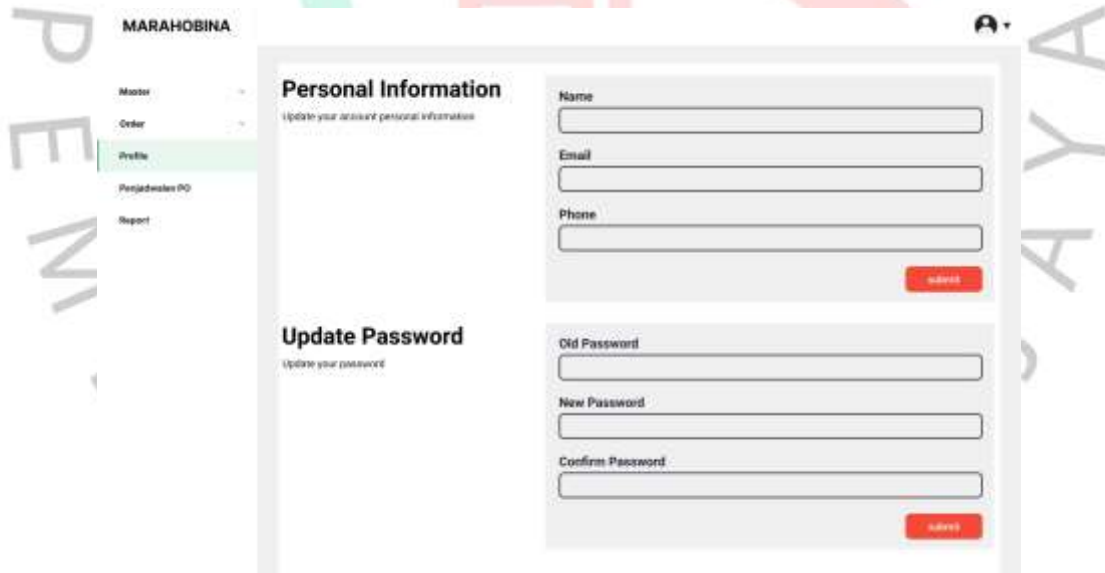 MARAHOBINA
Master
Order
Profile
Penjadwalan PO
Report
Personal Information
Update your account personal information
Name
Email
Phone
submit
Update Password
Update your password
Old Password
New Password
Confirm Password
submit